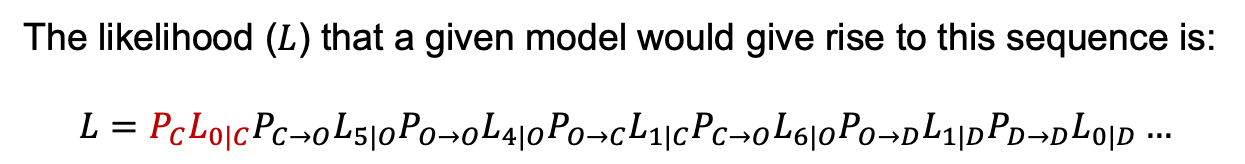 The likelihood (L) that a given model would give rise to this sequence is:
L = P_C L_{0|C} P_{C→O} L_{5|O} P_{O→O} L_{4|O} P_{O→C} L_{1|C} P_{C→O} L_{6|O} P_{O→D} L_{1|D} P_{D→D} L_{0|D} ...